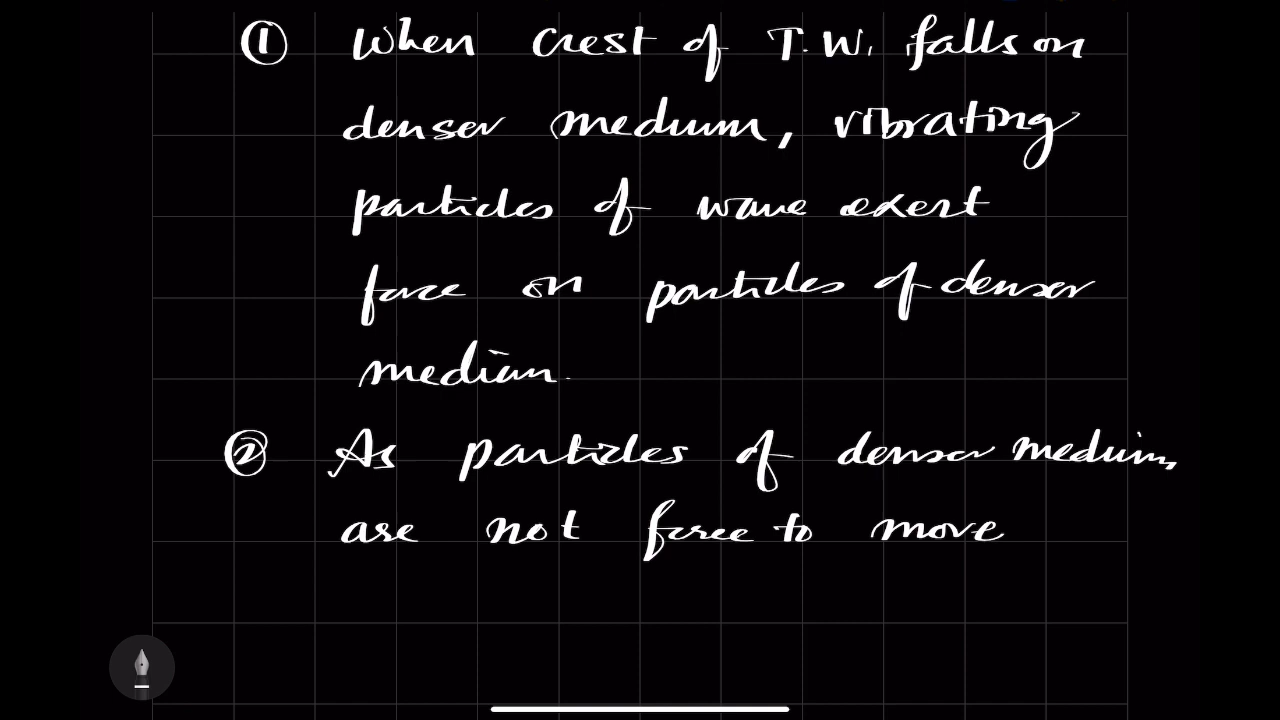 ① When crest of T.W. falls on
denser medium, vibrating
particles of wave exert
force on particles of denser
medium.
② As particles of denser medium,
are not free to move